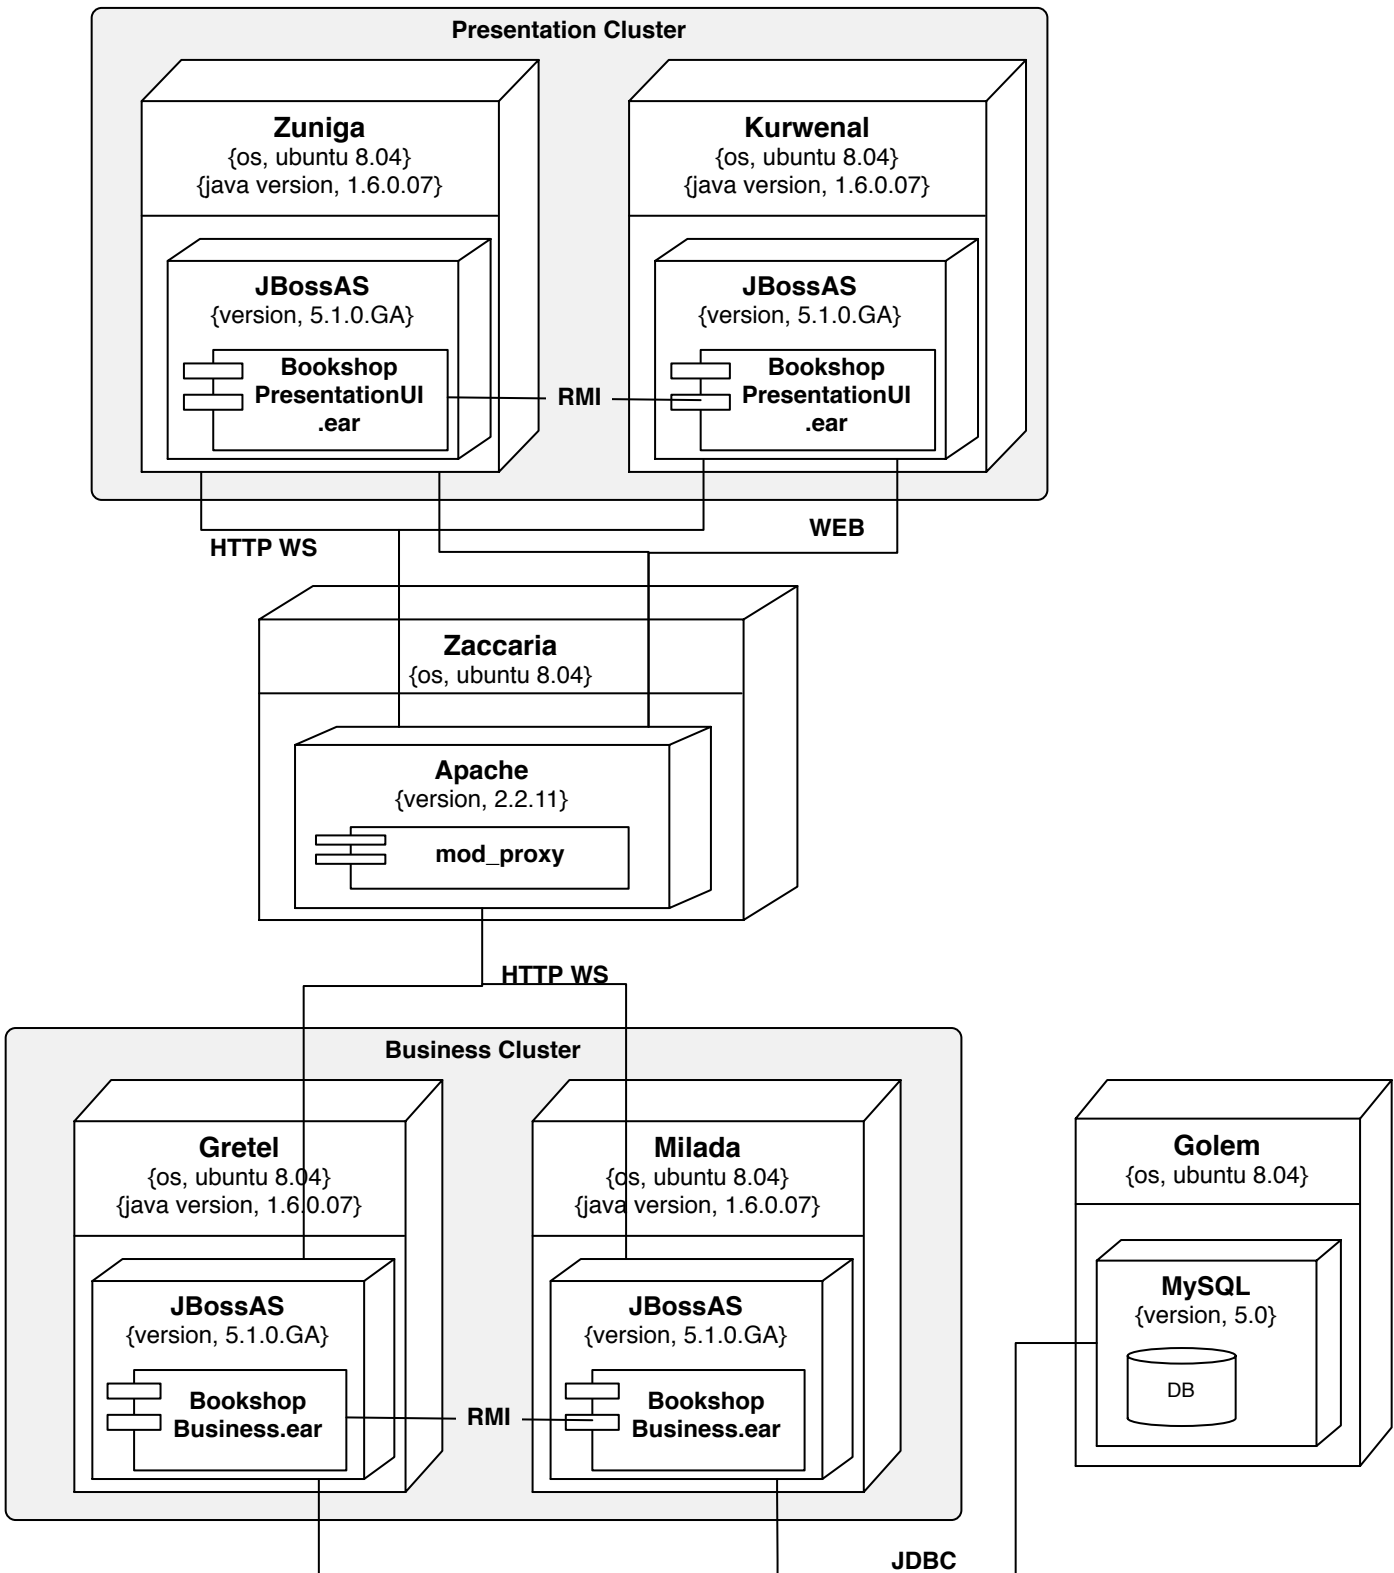 Presentation Cluster
Zuniga
{os, ubuntu 8.04}
{java version, 1.6.0.07}
JBossAS
{version, 5.1.0.GA}
Bookshop
PresentationUI
.ear
RMI
Kurwenal
{os, ubuntu 8.04}
{java version, 1.6.0.07}
JBossAS
{version, 5.1.0.GA}
Bookshop
PresentationUI
.ear
HTTP WS
WEB
Zaccaria
{os, ubuntu 8.04}
Apache
{version, 2.2.11}
mod_proxy
HTTP WS
Business Cluster
Gretel
{os, ubuntu 8.04}
{java version, 1.6.0.07}
JBossAS
{version, 5.1.0.GA}
Bookshop
Business.ear
RMI
Milada
{os, ubuntu 8.04}
{java version, 1.6.0.07}
JBossAS
{version, 5.1.0.GA}
Bookshop
Business.ear
Golem
{os, ubuntu 8.04}
MySQL
{version, 5.0}
DB
JDBC